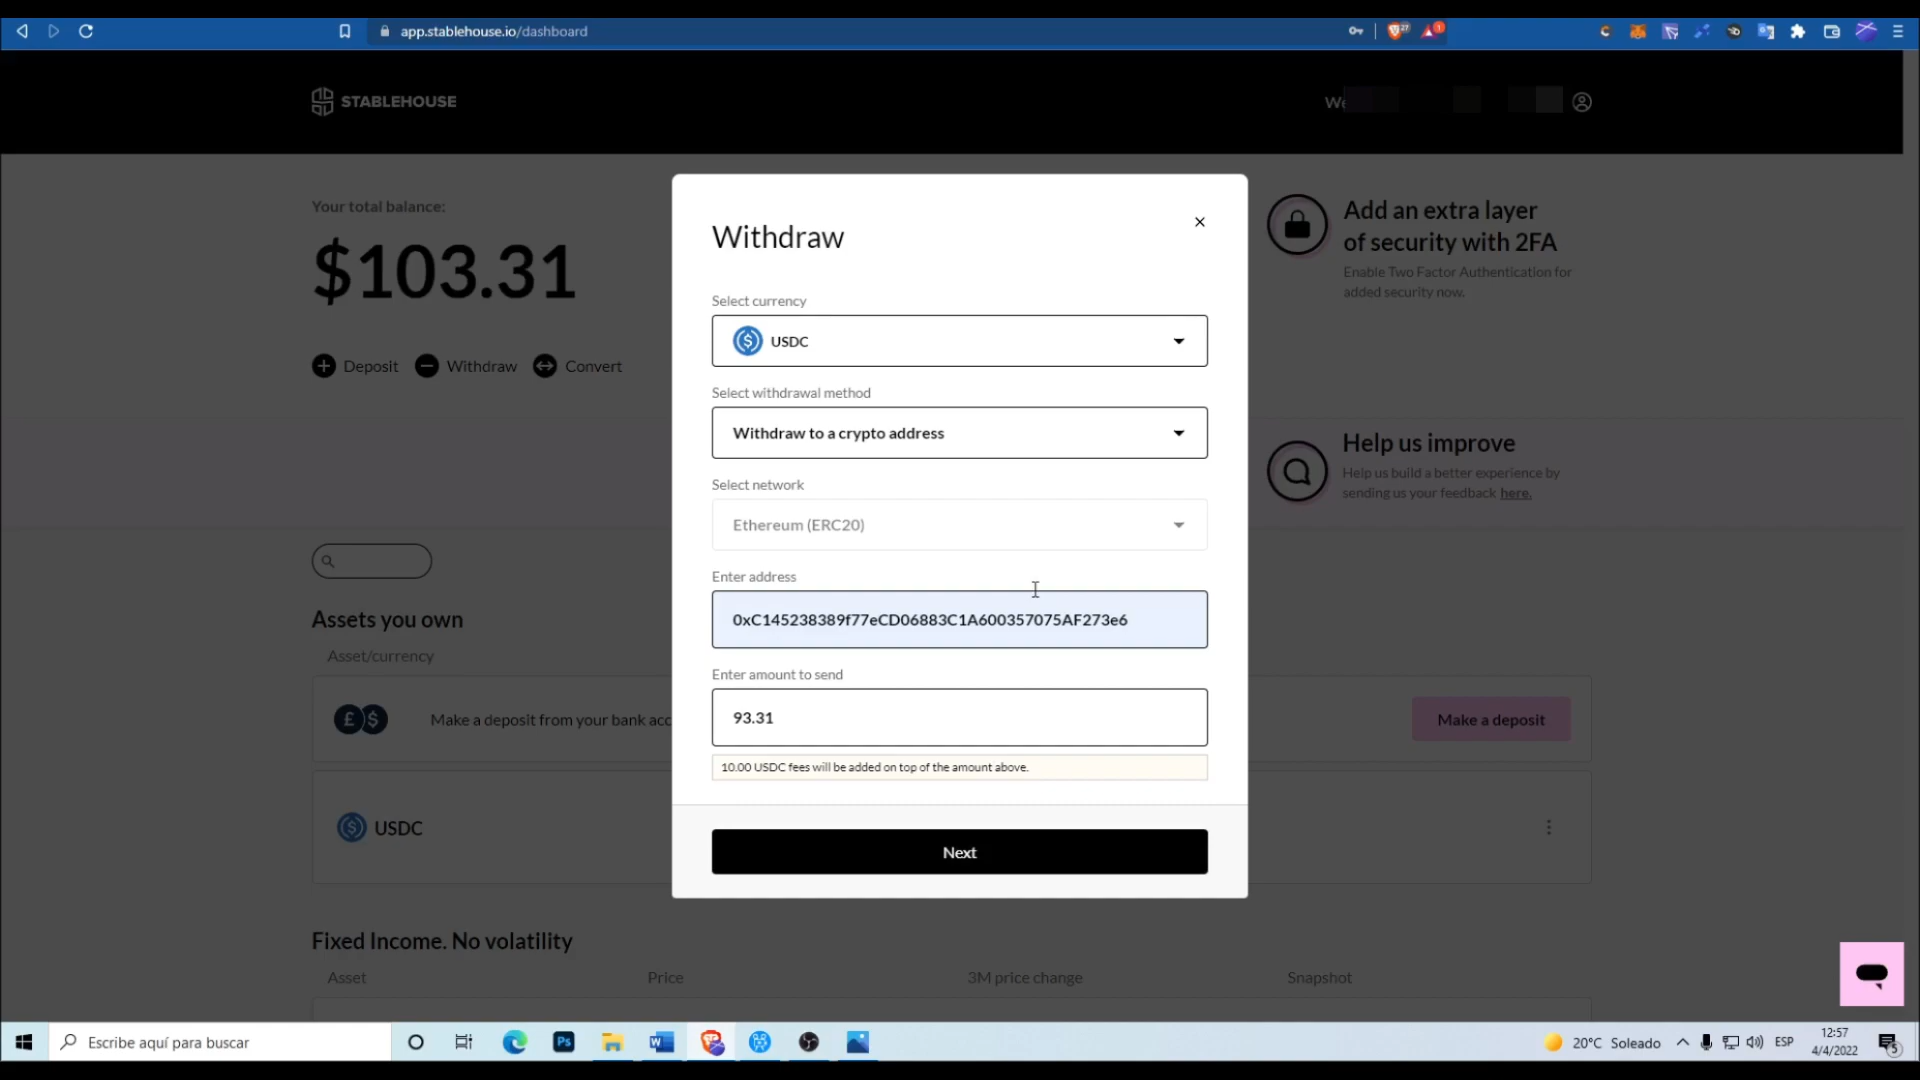 app.stablehouse.io/dashboard
27
1
STABLEHOUSE
We
Your total balance:
$103.31
Deposit
Withdraw
Convert
Add an extra layer
of security with 2FA
Enable Two Factor Authentication for
added security now.
Help us improve
Help us build a better experience by
sending us your feedback here.
Withdraw
×
Select currency
USDC
Select withdrawal method
Withdraw to a crypto address
Select network
Ethereum (ERC20)
Enter address
0xC145238389f77eCD06883C1A600357075AF273e6
Enter amount to send
93.31
10.00 USDC fees will be added on top of the amount above.
Next
Assets you own
Asset/currency
£ $
Make a deposit from your bank acc
Make a deposit
USDC
Fixed Income. No volatility
Asset
Price
3M price change
Snapshot
Escribe aquí para buscar
Ps
W
20°C Soleado
ESP
12:57
4/4/2022
5